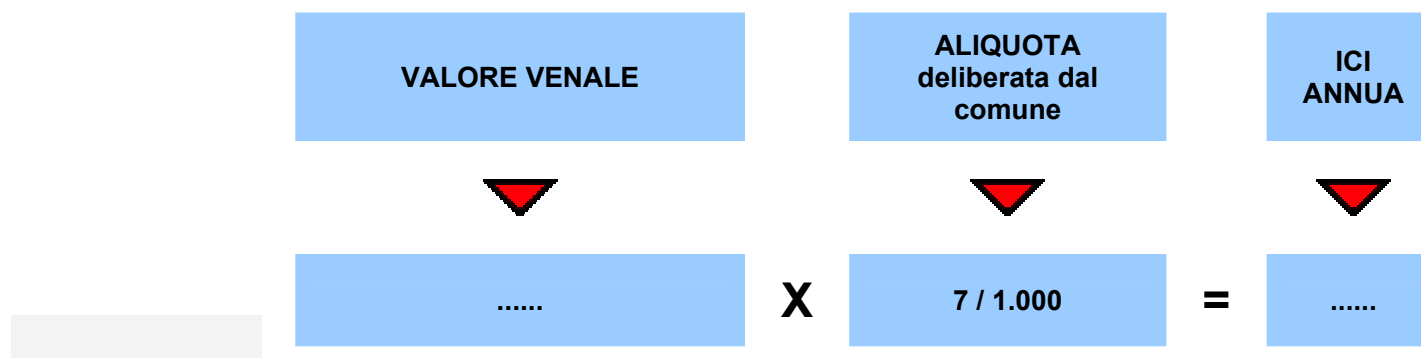 VALORE VENALE
ALIQUOTA
deliberata dal
comune
ICI
ANNUA
......
X
7 / 1.000
=
......